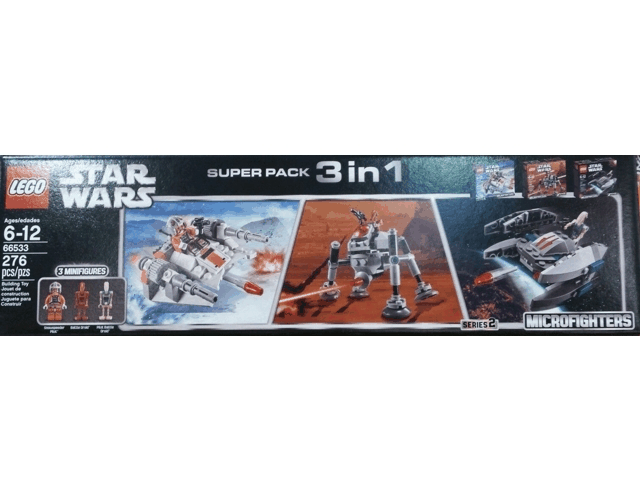 LEGO
STAR
WARS
SUPER PACK 3 in 1
Ages/edades
6-12
66533
276
pcs/pzs
Building Toy
Jouet de
construction
Juguete para
Construir
3 MINIFIGURES
SERIES 2
MICROFIGHTERS